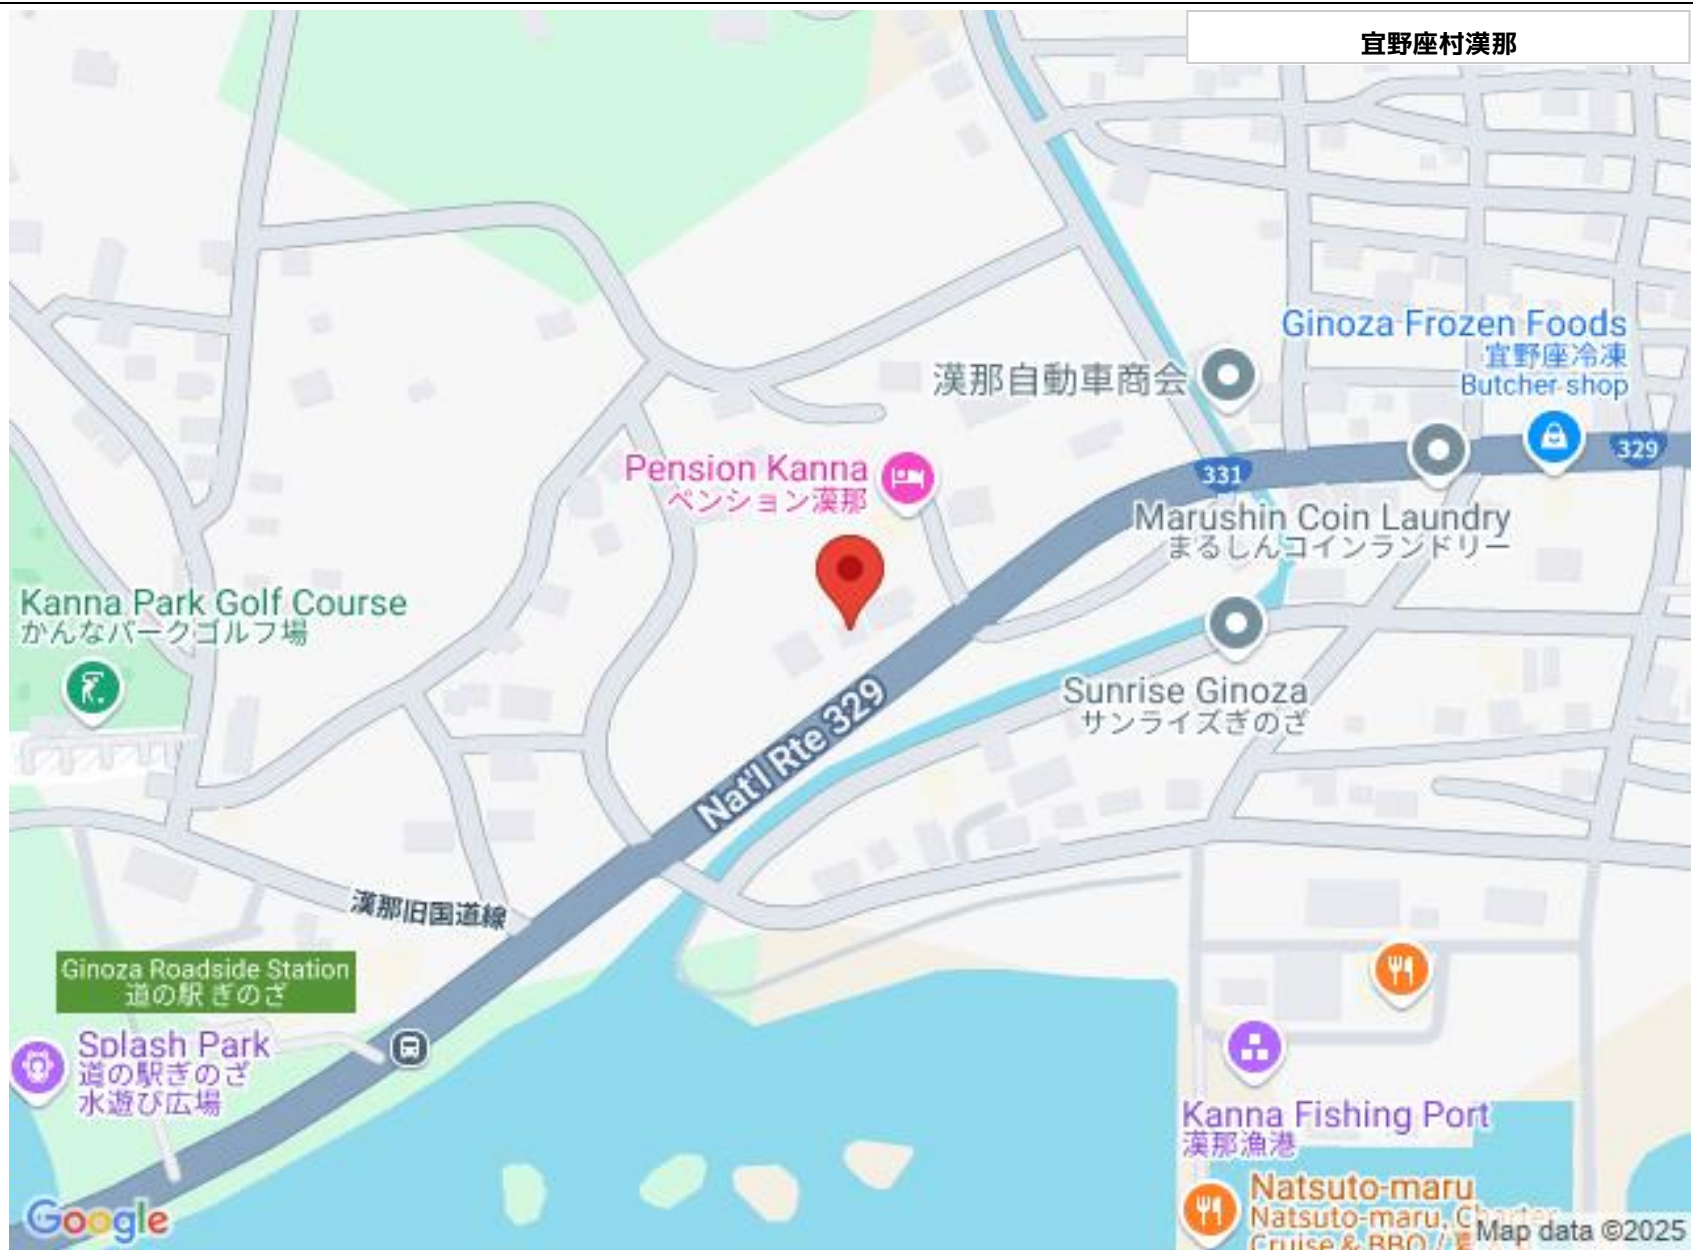 宜野座村漢那
Ginoza Frozen Foods
宜野座冷凍
Butcher shop
漢那自動車商会
329
331
Pension Kanna
ペンション漢那
Marushin Coin Laundry
まるしんコインランドリー
Kanna Park Golf Course
かんなパークゴルフ場
Sunrise Ginoza
サンライズぎのざ
Nat'l Rte 329
漢那旧国道線
Ginoza Roadside Station
道の駅 ぎのざ
Splash Park
道の駅ぎのざ
水遊び広場
Kanna Fishing Port
漢那漁港
Natsuto-maru
Natsuto-maru, Charter
Cruise & BBQ /
Google
Map data ©2025